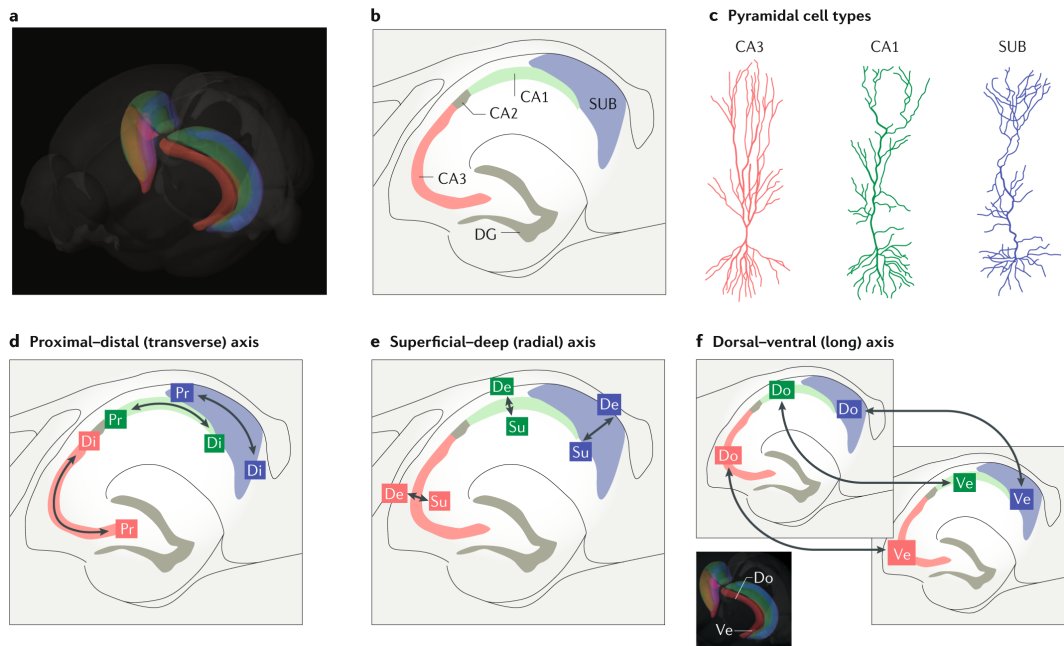 a
b
c Pyramidal cell types
CA3
CA1
SUB
CA1
SUB
CA2
CA3
DG
d Proximal–distal (transverse) axis
Pr
Pr
Di
Di
Di
Pr
e Superficial–deep (radial) axis
De
De
Su
Su
De
Su
f Dorsal–ventral (long) axis
Do
Do
Do
Ve
Ve
Ve
Do
Ve